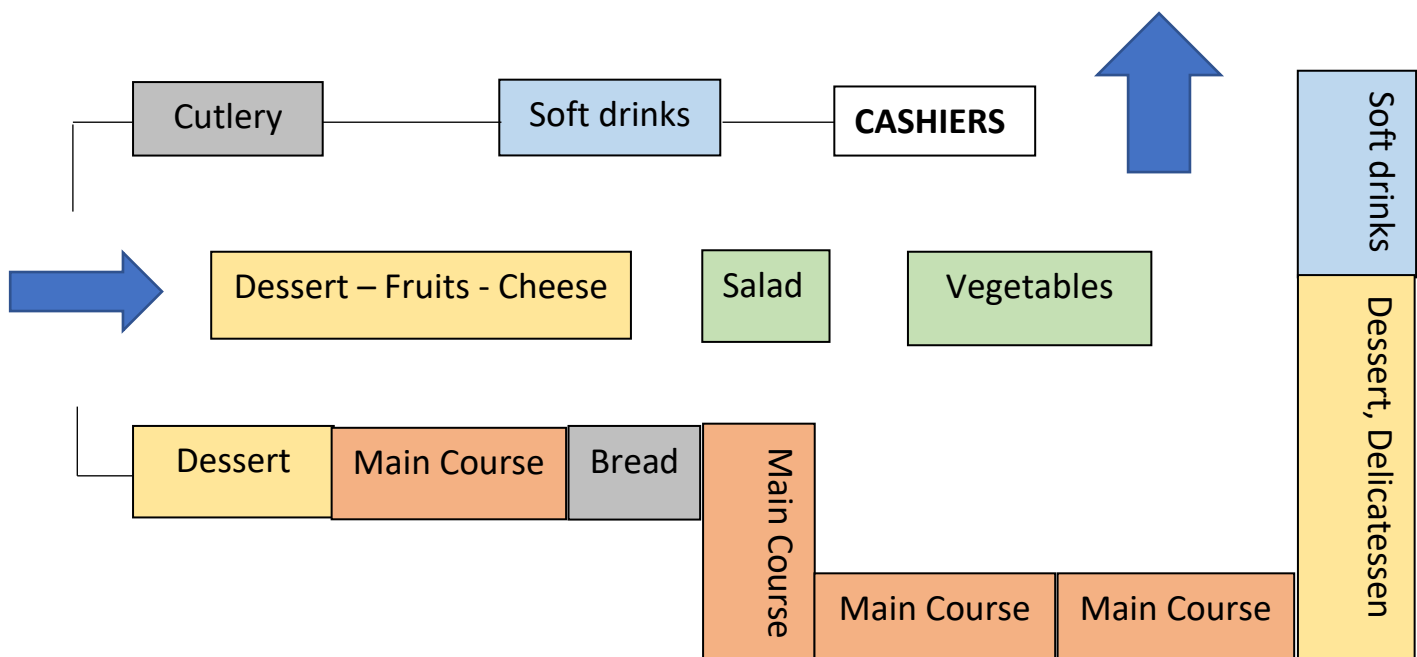 Cutlery
Soft drinks
CASHIERS
Soft drinks
Dessert – Fruits - Cheese
Salad
Vegetables
Dessert, Delicatessen
Dessert
Main Course
Bread
Main Course
Main Course
Main Course